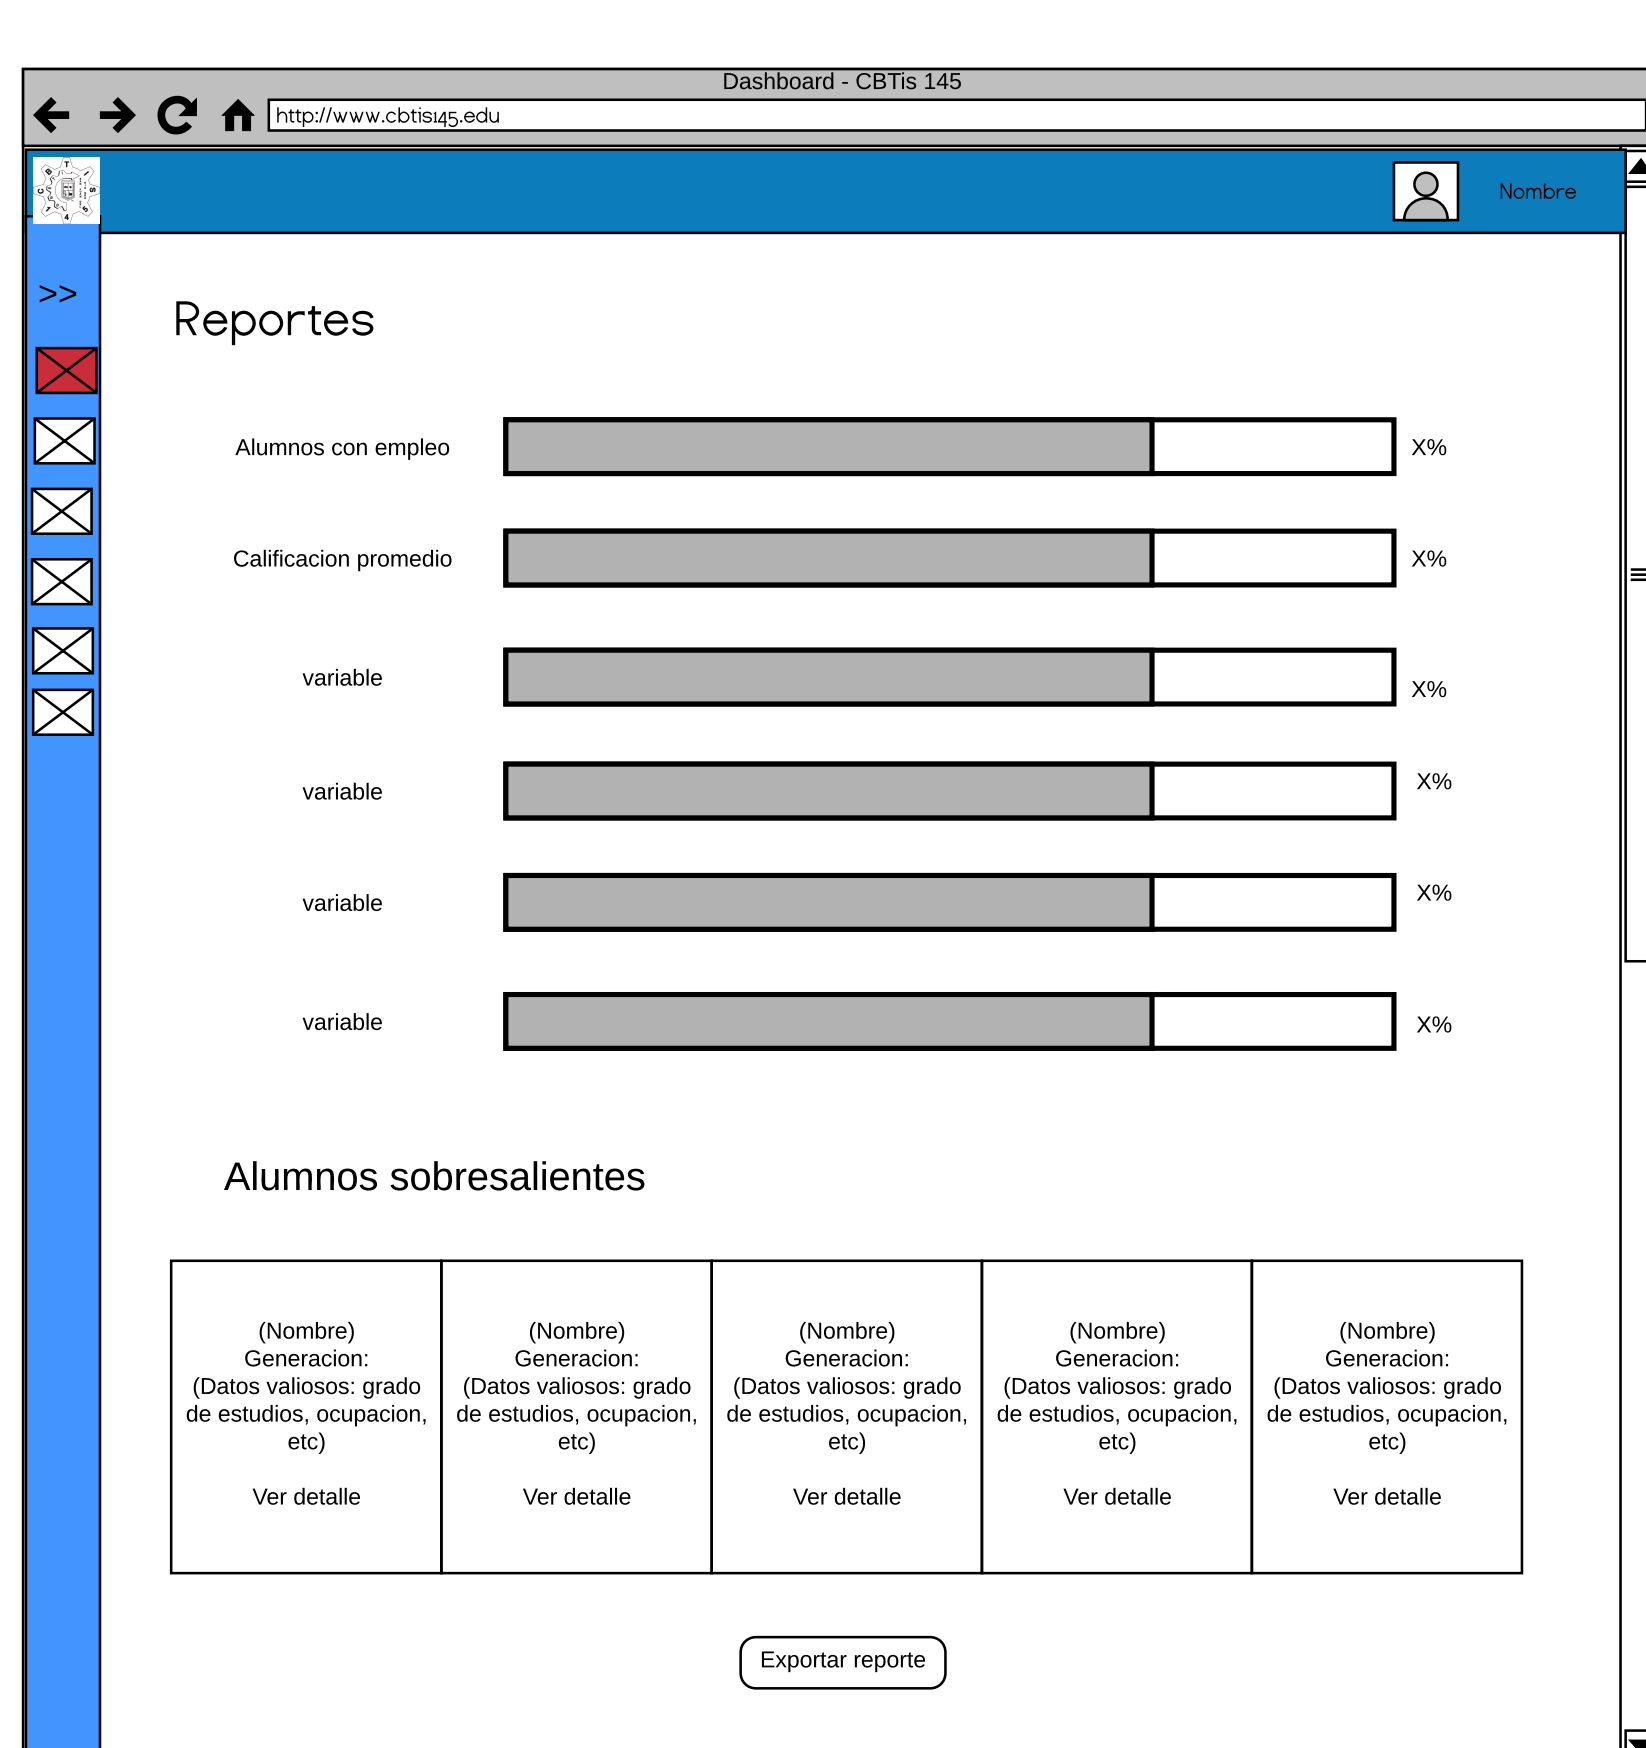 Dashboard - CBTis 145
http://www.cbtis145.edu
C B T I S 1 4 5
Nombre
>>
Reportes
Alumnos con empleo
X%
Calificacion promedio
X%
variable
X%
variable
X%
variable
X%
variable
X%
Alumnos sobresalientes
(Nombre)
Generacion:
(Datos valiosos: grado
de estudios, ocupacion,
etc)
Ver detalle
(Nombre)
Generacion:
(Datos valiosos: grado
de estudios, ocupacion,
etc)
Ver detalle
(Nombre)
Generacion:
(Datos valiosos: grado
de estudios, ocupacion,
etc)
Ver detalle
(Nombre)
Generacion:
(Datos valiosos: grado
de estudios, ocupacion,
etc)
Ver detalle
(Nombre)
Generacion:
(Datos valiosos: grado
de estudios, ocupacion,
etc)
Ver detalle
Exportar reporte